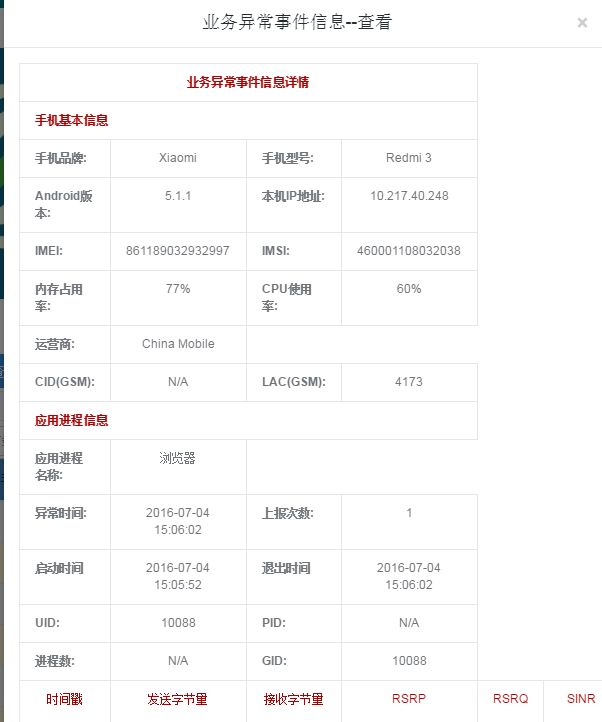 业务异常事件信息--查看
×
业务异常事件信息详情
手机基本信息
手机品牌: Xiaomi 手机型号: Redmi 3
Android版本: 5.1.1 本机IP地址: 10.217.40.248
IMEI: 861189032932997 IMSI: 460001108032038
内存占用率: 77% CPU使用率: 60%
运营商: China Mobile
CID(GSM): N/A LAC(GSM): 4173
应用进程信息
应用进程名称: 浏览器
异常时间: 2016-07-04 15:06:02 上报次数: 1
启动时间 2016-07-04 15:05:52 退出时间 2016-07-04 15:06:02
UID: 10088 PID: N/A
进程数: N/A GID: 10088
时间戳 发送字节量 接收字节量 RSRP RSRQ SINR